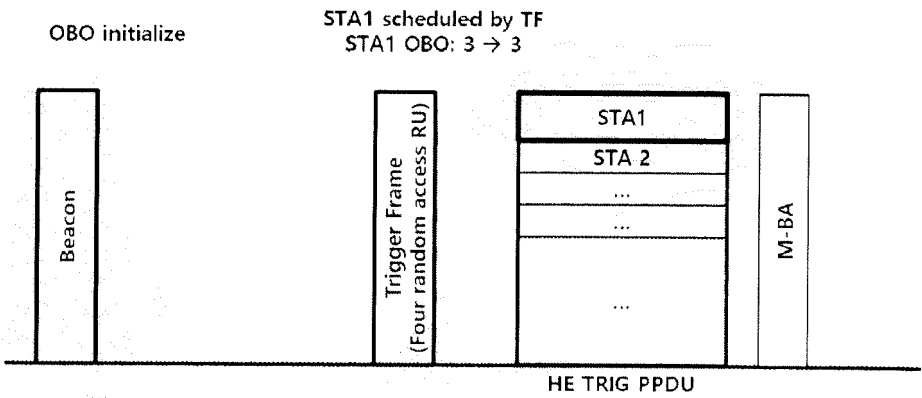 OBO initialize
STA1 scheduled by TF
STA1 OBO: 3 → 3
Beacon
Trigger Frame
(Four random access RU)
STA1
STA 2
...
...
...
M-BA
HE TRIG PPDU